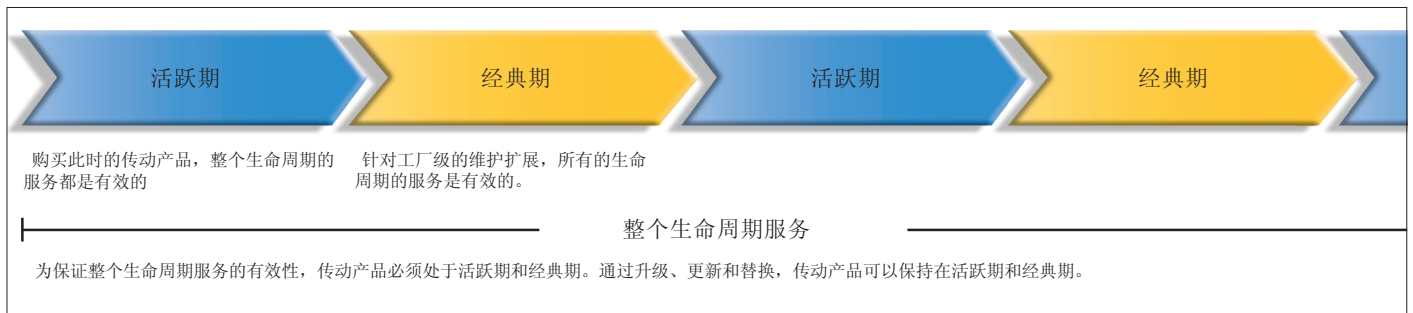 活跃期
经典期
活跃期
经典期
购买此时的传动产品，整个生命周期的
服务都是有效的
针对工厂级的维护扩展，所有的生命
周期的服务是有效的。
整个生命周期服务
为保证整个生命周期服务的有效性，传动产品必须处于活跃期和经典期。通过升级、更新和替换，传动产品可以保持在活跃期和经典期。